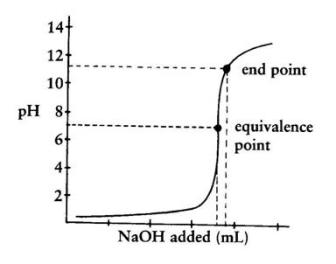 14
12
10
8
6
4
2
pH
end point
equivalence
point
NaOH added (mL)